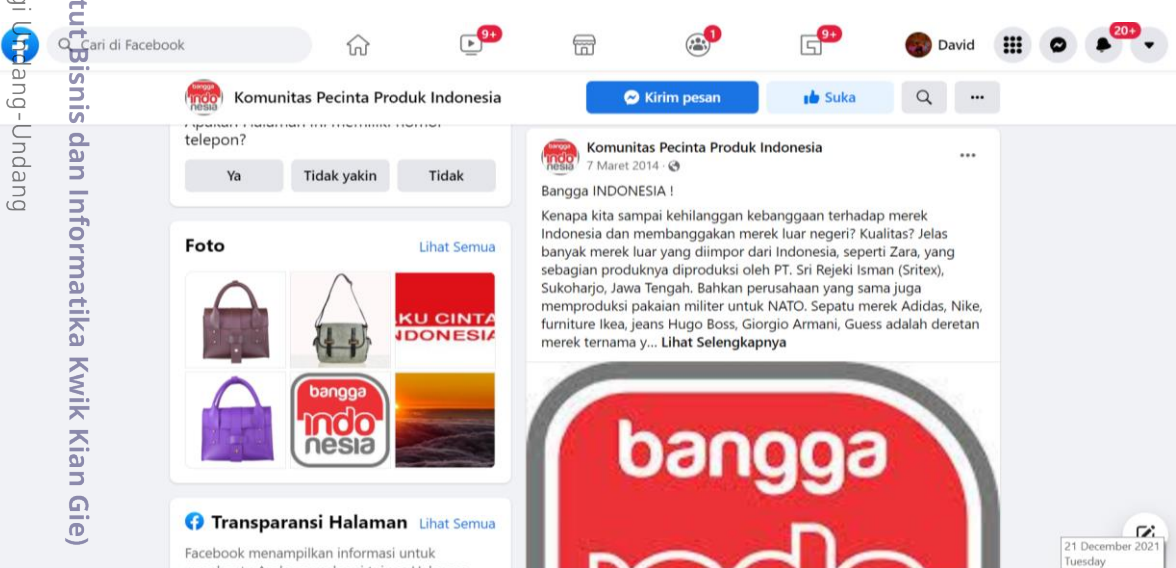 Cari di Facebook
9+
1
9+
David
20+
Komunitas Pecinta Produk Indonesia
Kirim pesan
Suka
telepon?
Ya
Tidak yakin
Tidak
Foto
Lihat Semua
KU CINTA
NDONESIA
bangga
indo
nesia
Transparansi Halaman
Lihat Semua
Facebook menampilkan informasi untuk
bangga
indo
nesia
Komunitas Pecinta Produk Indonesia
7 Maret 2014
Bangga INDONESIA !
Kenapa kita sampai kehilanggan kebanggaan terhadap merek
Indonesia dan membanggakan merek luar negeri? Kualitas? Jelas
banyak merek luar yang diimpor dari Indonesia, seperti Zara, yang
sebagian produknya diproduksi oleh PT. Sri Rejeki Isman (Sritex),
Sukoharjo, Jawa Tengah. Bahkan perusahaan yang sama juga
memproduksi pakaian militer untuk NATO. Sepatu merek Adidas, Nike,
furniture Ikea, jeans Hugo Boss, Giorgio Armani, Guess adalah deretan
merek ternama y... Lihat Selengkapnya
bangga
21 December 2021
Tuesday
tut Bisnis dan Informatika Kwik Kian Gie)
gi Undang-Undang